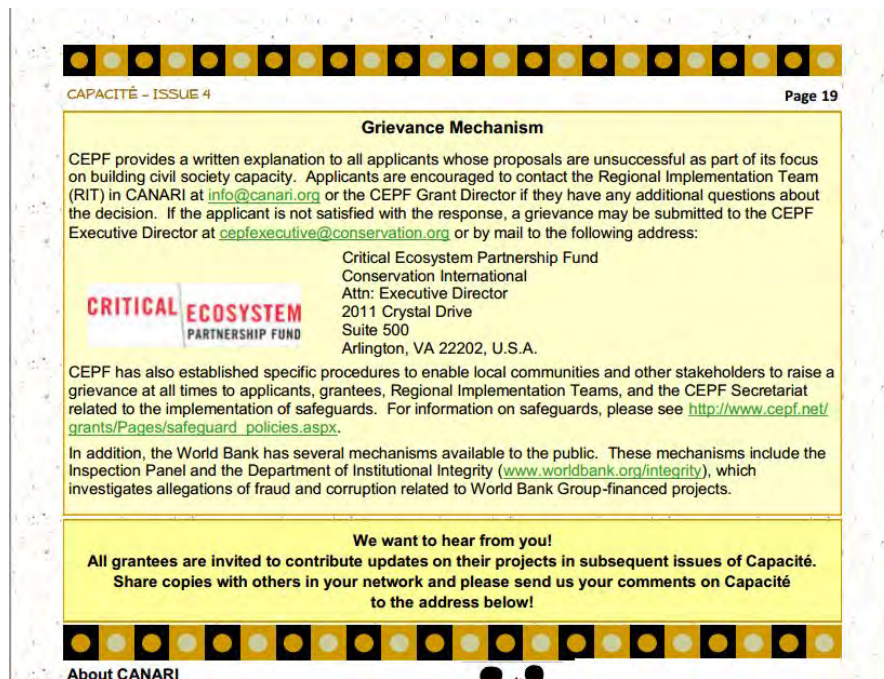 CAPACITÉ – ISSUE 4
Page 19
Grievance Mechanism
CEPF provides a written explanation to all applicants whose proposals are unsuccessful as part of its focus
on building civil society capacity. Applicants are encouraged to contact the Regional Implementation Team
(RIT) in CANARI at info@canari.org or the CEPF Grant Director if they have any additional questions about
the decision. If the applicant is not satisfied with the response, a grievance may be submitted to the CEPF
Executive Director at cepfexecutive@conservation.org or by mail to the following address:
CRITICAL ECOSYSTEM
PARTNERSHIP FUND
Critical Ecosystem Partnership Fund
Conservation International
Attn: Executive Director
2011 Crystal Drive
Suite 500
Arlington, VA 22202, U.S.A.
CEPF has also established specific procedures to enable local communities and other stakeholders to raise a
grievance at all times to applicants, grantees, Regional Implementation Teams, and the CEPF Secretariat
related to the implementation of safeguards. For information on safeguards, please see http://www.cepf.net/
grants/Pages/safeguard_policies.aspx.
In addition, the World Bank has several mechanisms available to the public. These mechanisms include the
Inspection Panel and the Department of Institutional Integrity (www.worldbank.org/integrity), which
investigates allegations of fraud and corruption related to World Bank Group-financed projects.
We want to hear from you!
All grantees are invited to contribute updates on their projects in subsequent issues of Capacité.
Share copies with others in your network and please send us your comments on Capacité
to the address below!
About CANARI